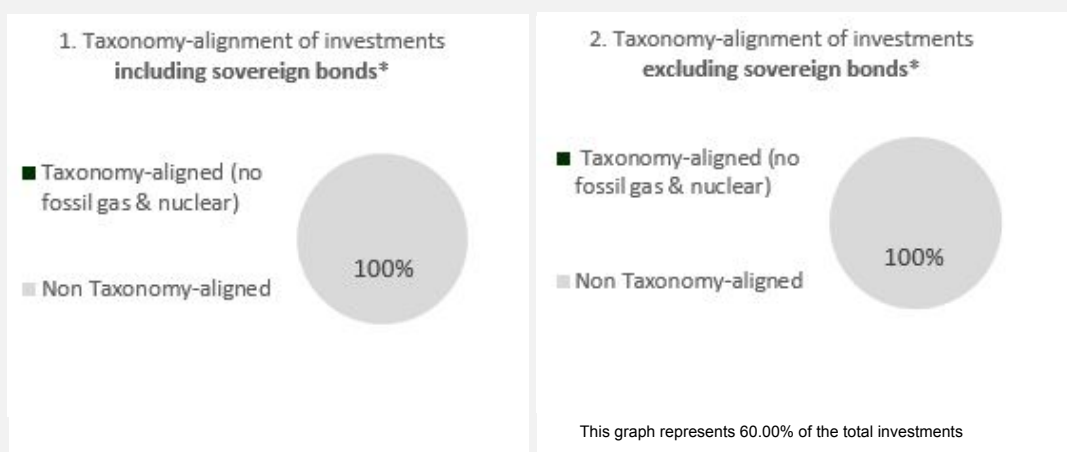 1. Taxonomy-alignment of investments
including sovereign bonds*
Taxonomy-aligned (no
fossil gas & nuclear)
100%
Non Taxonomy-aligned
2. Taxonomy-alignment of investments
excluding sovereign bonds*
Taxonomy-aligned (no
fossil gas & nuclear)
100%
Non Taxonomy-aligned
This graph represents 60.00% of the total investments